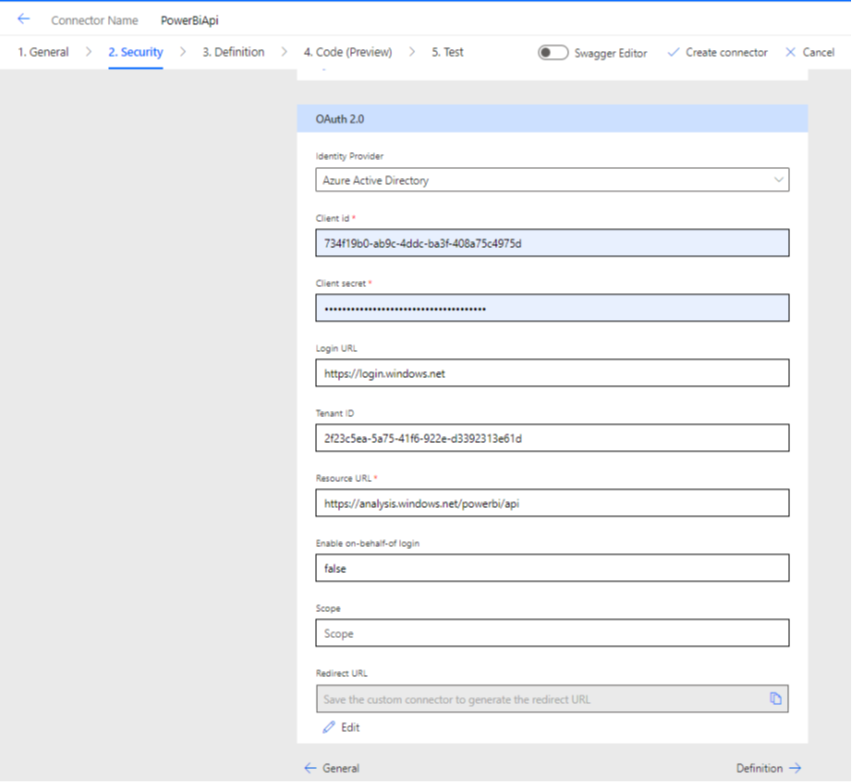 Connector Name PowerBiApi
1. General > 2. Security > 3. Definition > 4. Code (Preview) > 5. Test Swagger Editor Create connector Cancel
OAuth 2.0
Identity Provider
Azure Active Directory
Client id *
734f19b0-ab9c-4ddc-ba3f-408a75c4975d
Client secret *
•••••••••••••••••••••••••••••••••••••
Login URL
https://login.windows.net
Tenant ID
2f23c5ea-5a75-41f6-922e-d3392313e61d
Resource URL *
https://analysis.windows.net/powerbi/api
Enable on-behalf-of login
false
Scope
Scope
Redirect URL
Save the custom connector to generate the redirect URL
Edit
General Definition